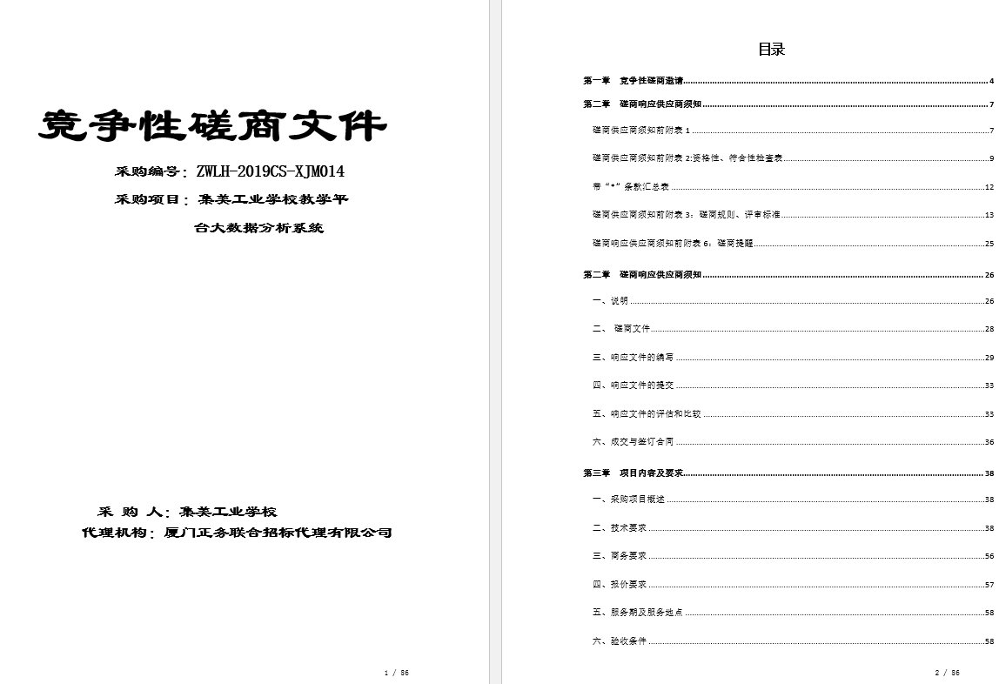 竞争性磋商文件
采购编号：ZWLH-2019CS-XJM014
采购项目：集美工业学校教学平
台大数据分析系统
采 购 人：集美工业学校
代理机构：厦门正务联合招标代理有限公司
1 / 86
目录
第一章 竞争性磋商邀请 4
第二章 磋商响应供应商须知 7
磋商供应商须知前附表 1 7
磋商供应商须知前附表 2:资格性、符合性检查表 9
带“*”条款汇总表 12
磋商供应商须知前附表 3：磋商规则、评审标准 13
磋商响应供应商须知前附表 6：磋商提醒 25
第二章 磋商响应供应商须知 26
一、说明 26
二、 磋商文件 28
三、响应文件的编写 29
四、响应文件的提交 33
五、响应文件的评估和比较 33
六、成交与签订合同 36
第三章 项目内容及要求 38
一、采购项目概述 38
二、技术要求 38
三、商务要求 56
四、报价要求 57
五、服务期及服务地点 58
六、验收条件 58
2 / 86